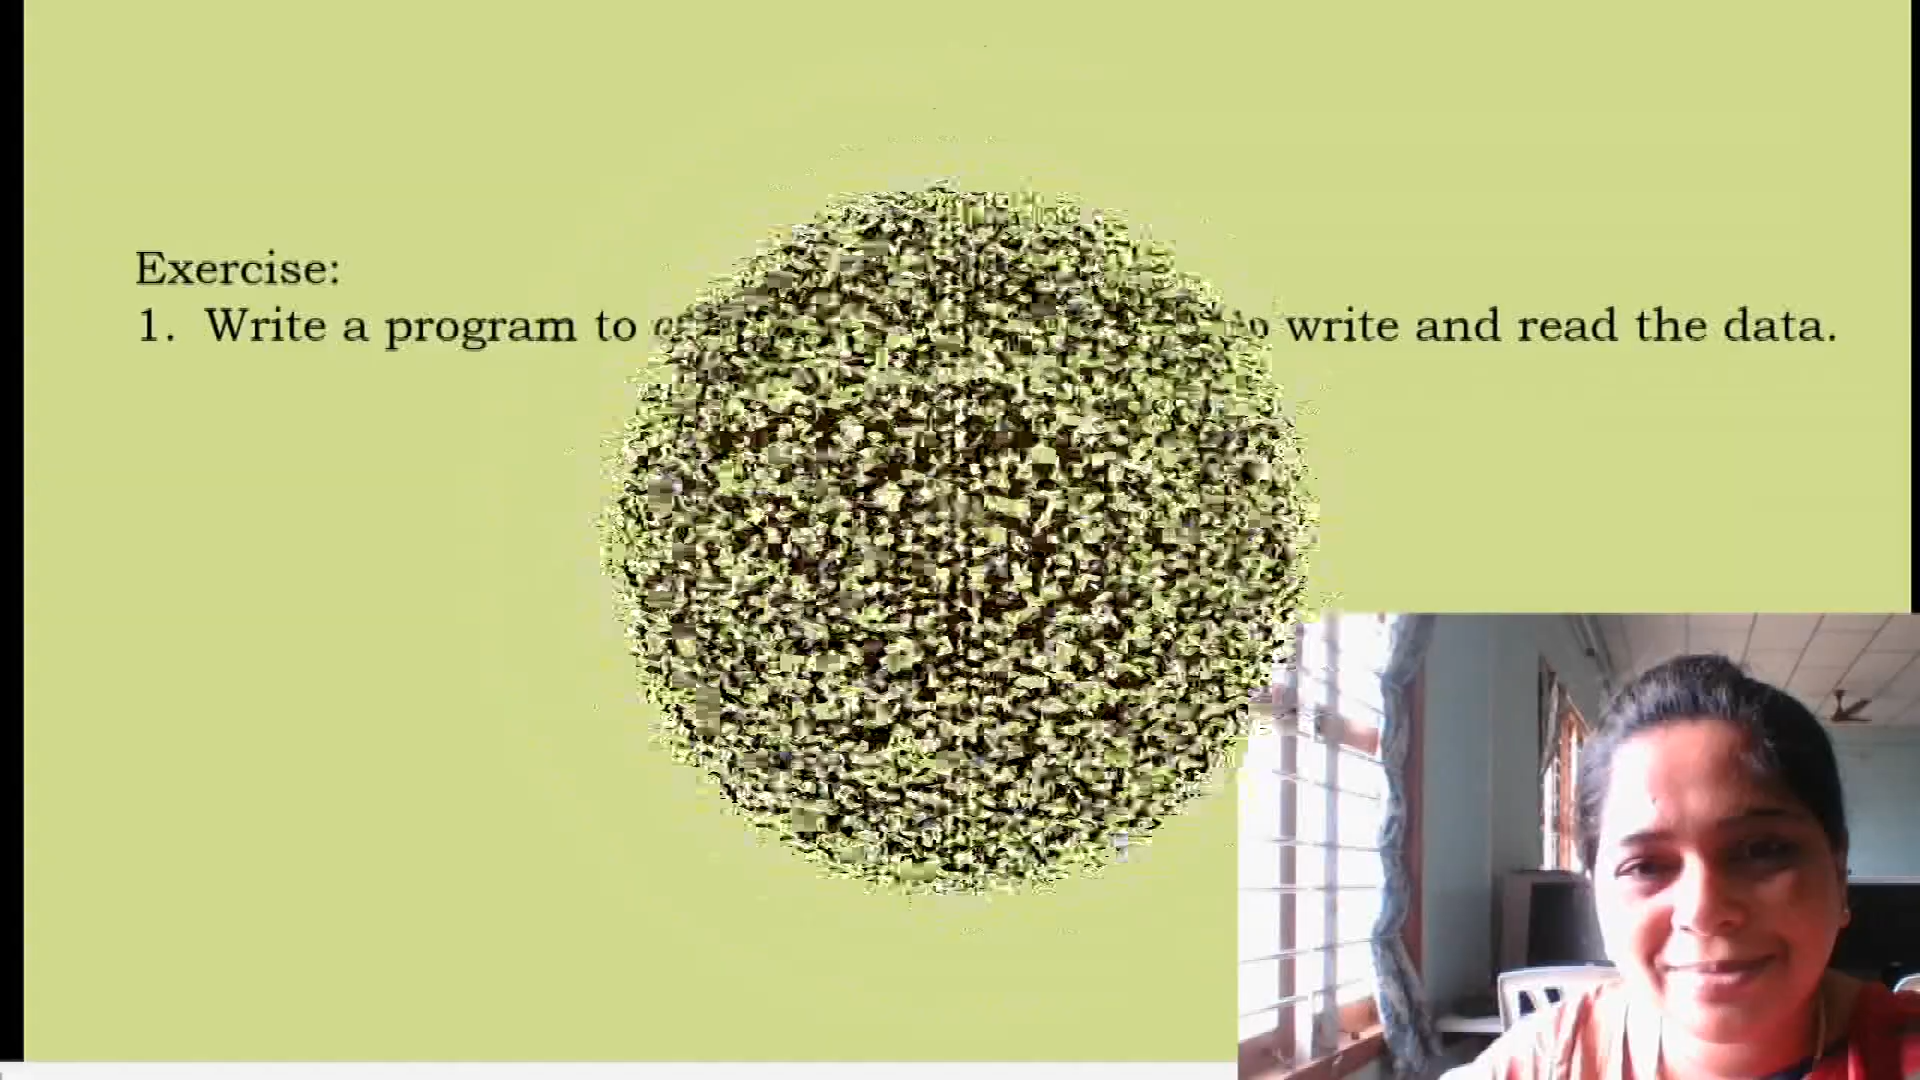 Exercise:
1. Write a program to write and read the data.